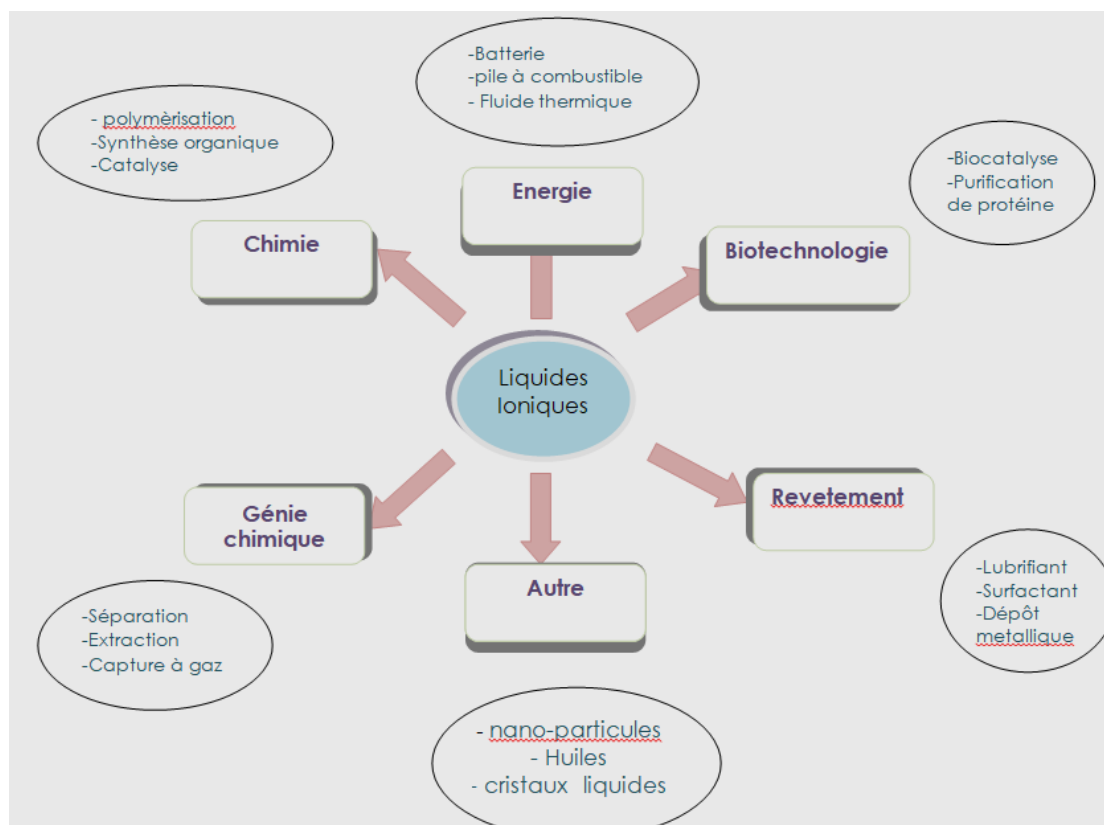 -Batterie
-pile à combustible
- Fluide thermique
- polymèrisation
-Synthèse organique
-Catalyse
-Biocatalyse
-Purification
de protéine
Energie
Chimie
Biotechnologie
Liquides
Ioniques
Génie
chimique
Revetement
Autre
-Séparation
-Extraction
-Capture à gaz
-Lubrifiant
-Surfactant
-Dépôt
metallique
- nano-particules
- Huiles
- cristaux liquides